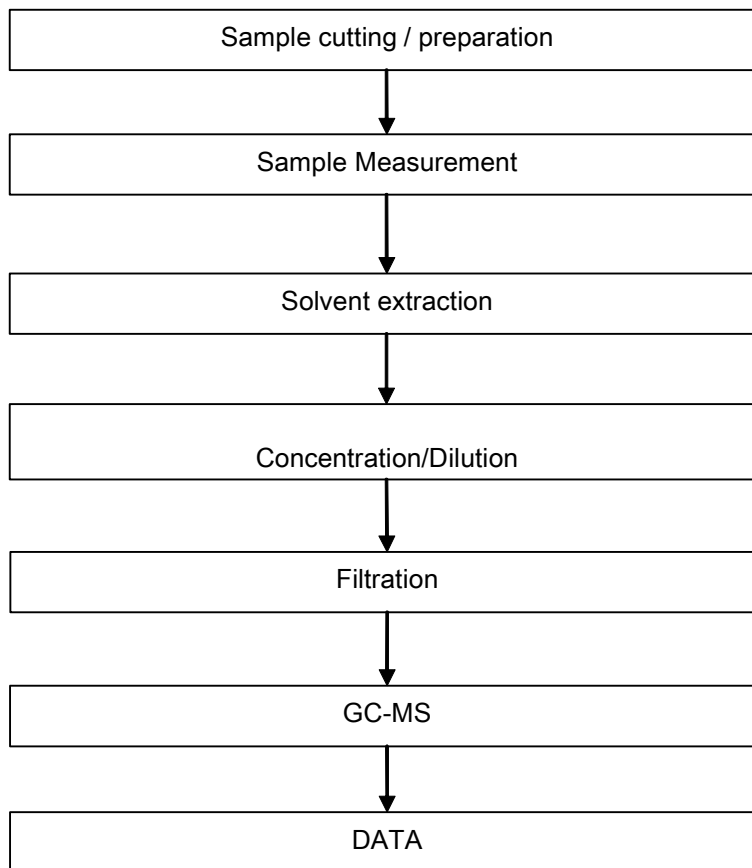 Sample cutting / preparation
Sample Measurement
Solvent extraction
Concentration/Dilution
Filtration
GC-MS
DATA